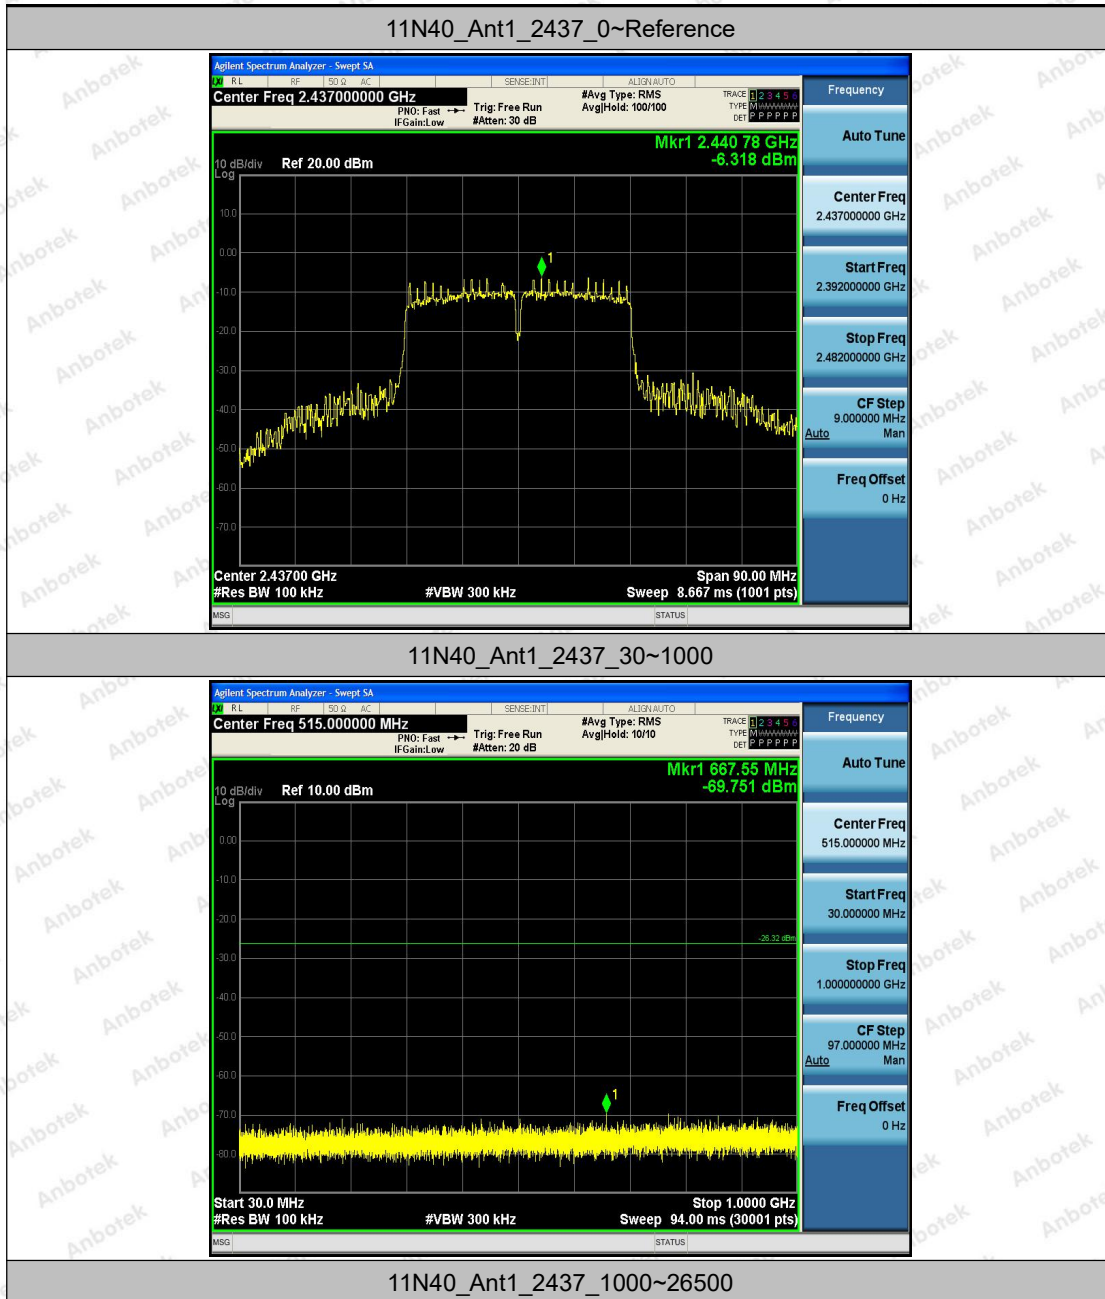 11N40_Ant1_2437_0~Reference
Agilent Spectrum Analyzer - Swept SA
RL RF 50 Ω AC SENSE:INT ALIGN AUTO
Center Freq 2.437000000 GHz
PNO: Fast
IFGain:Low
Trig: Free Run
#Atten: 30 dB
#Avg Type: RMS
Avg|Hold: 100/100
TRACE 1 2 3 4 5 6
TYPE M
DET P P P P P P
Mkr1 2.440 78 GHz
-6.318 dBm
10 dB/div Ref 20.00 dBm
Log
10.0
0.00
-10.0
-20.0
-30.0
-40.0
-50.0
-60.0
-70.0
1
Center 2.43700 GHz Span 90.00 MHz
#Res BW 100 kHz #VBW 300 kHz Sweep 8.667 ms (1001 pts)
MSG STATUS
Frequency
Auto Tune
Center Freq
2.437000000 GHz
Start Freq
2.392000000 GHz
Stop Freq
2.482000000 GHz
CF Step
9.000000 MHz
Auto Man
Freq Offset
0 Hz
11N40_Ant1_2437_30~1000
Agilent Spectrum Analyzer - Swept SA
RL RF 50 Ω AC SENSE:INT ALIGN AUTO
Center Freq 515.000000 MHz
PNO: Fast
IFGain:Low
Trig: Free Run
#Atten: 20 dB
#Avg Type: RMS
Avg|Hold: 10/10
TRACE 1 2 3 4 5 6
TYPE M
DET P P P P P P
Mkr1 667.55 MHz
-69.751 dBm
10 dB/div Ref 10.00 dBm
Log
0.00
-10.0
-20.0
-26.32 dBm
-30.0
-40.0
-50.0
-60.0
-70.0
-80.0
1
Start 30.0 MHz Stop 1.0000 GHz
#Res BW 100 kHz #VBW 300 kHz Sweep 94.00 ms (30001 pts)
MSG STATUS
Frequency
Auto Tune
Center Freq
515.000000 MHz
Start Freq
30.000000 MHz
Stop Freq
1.000000000 GHz
CF Step
97.000000 MHz
Auto Man
Freq Offset
0 Hz
11N40_Ant1_2437_1000~26500
Anbotek